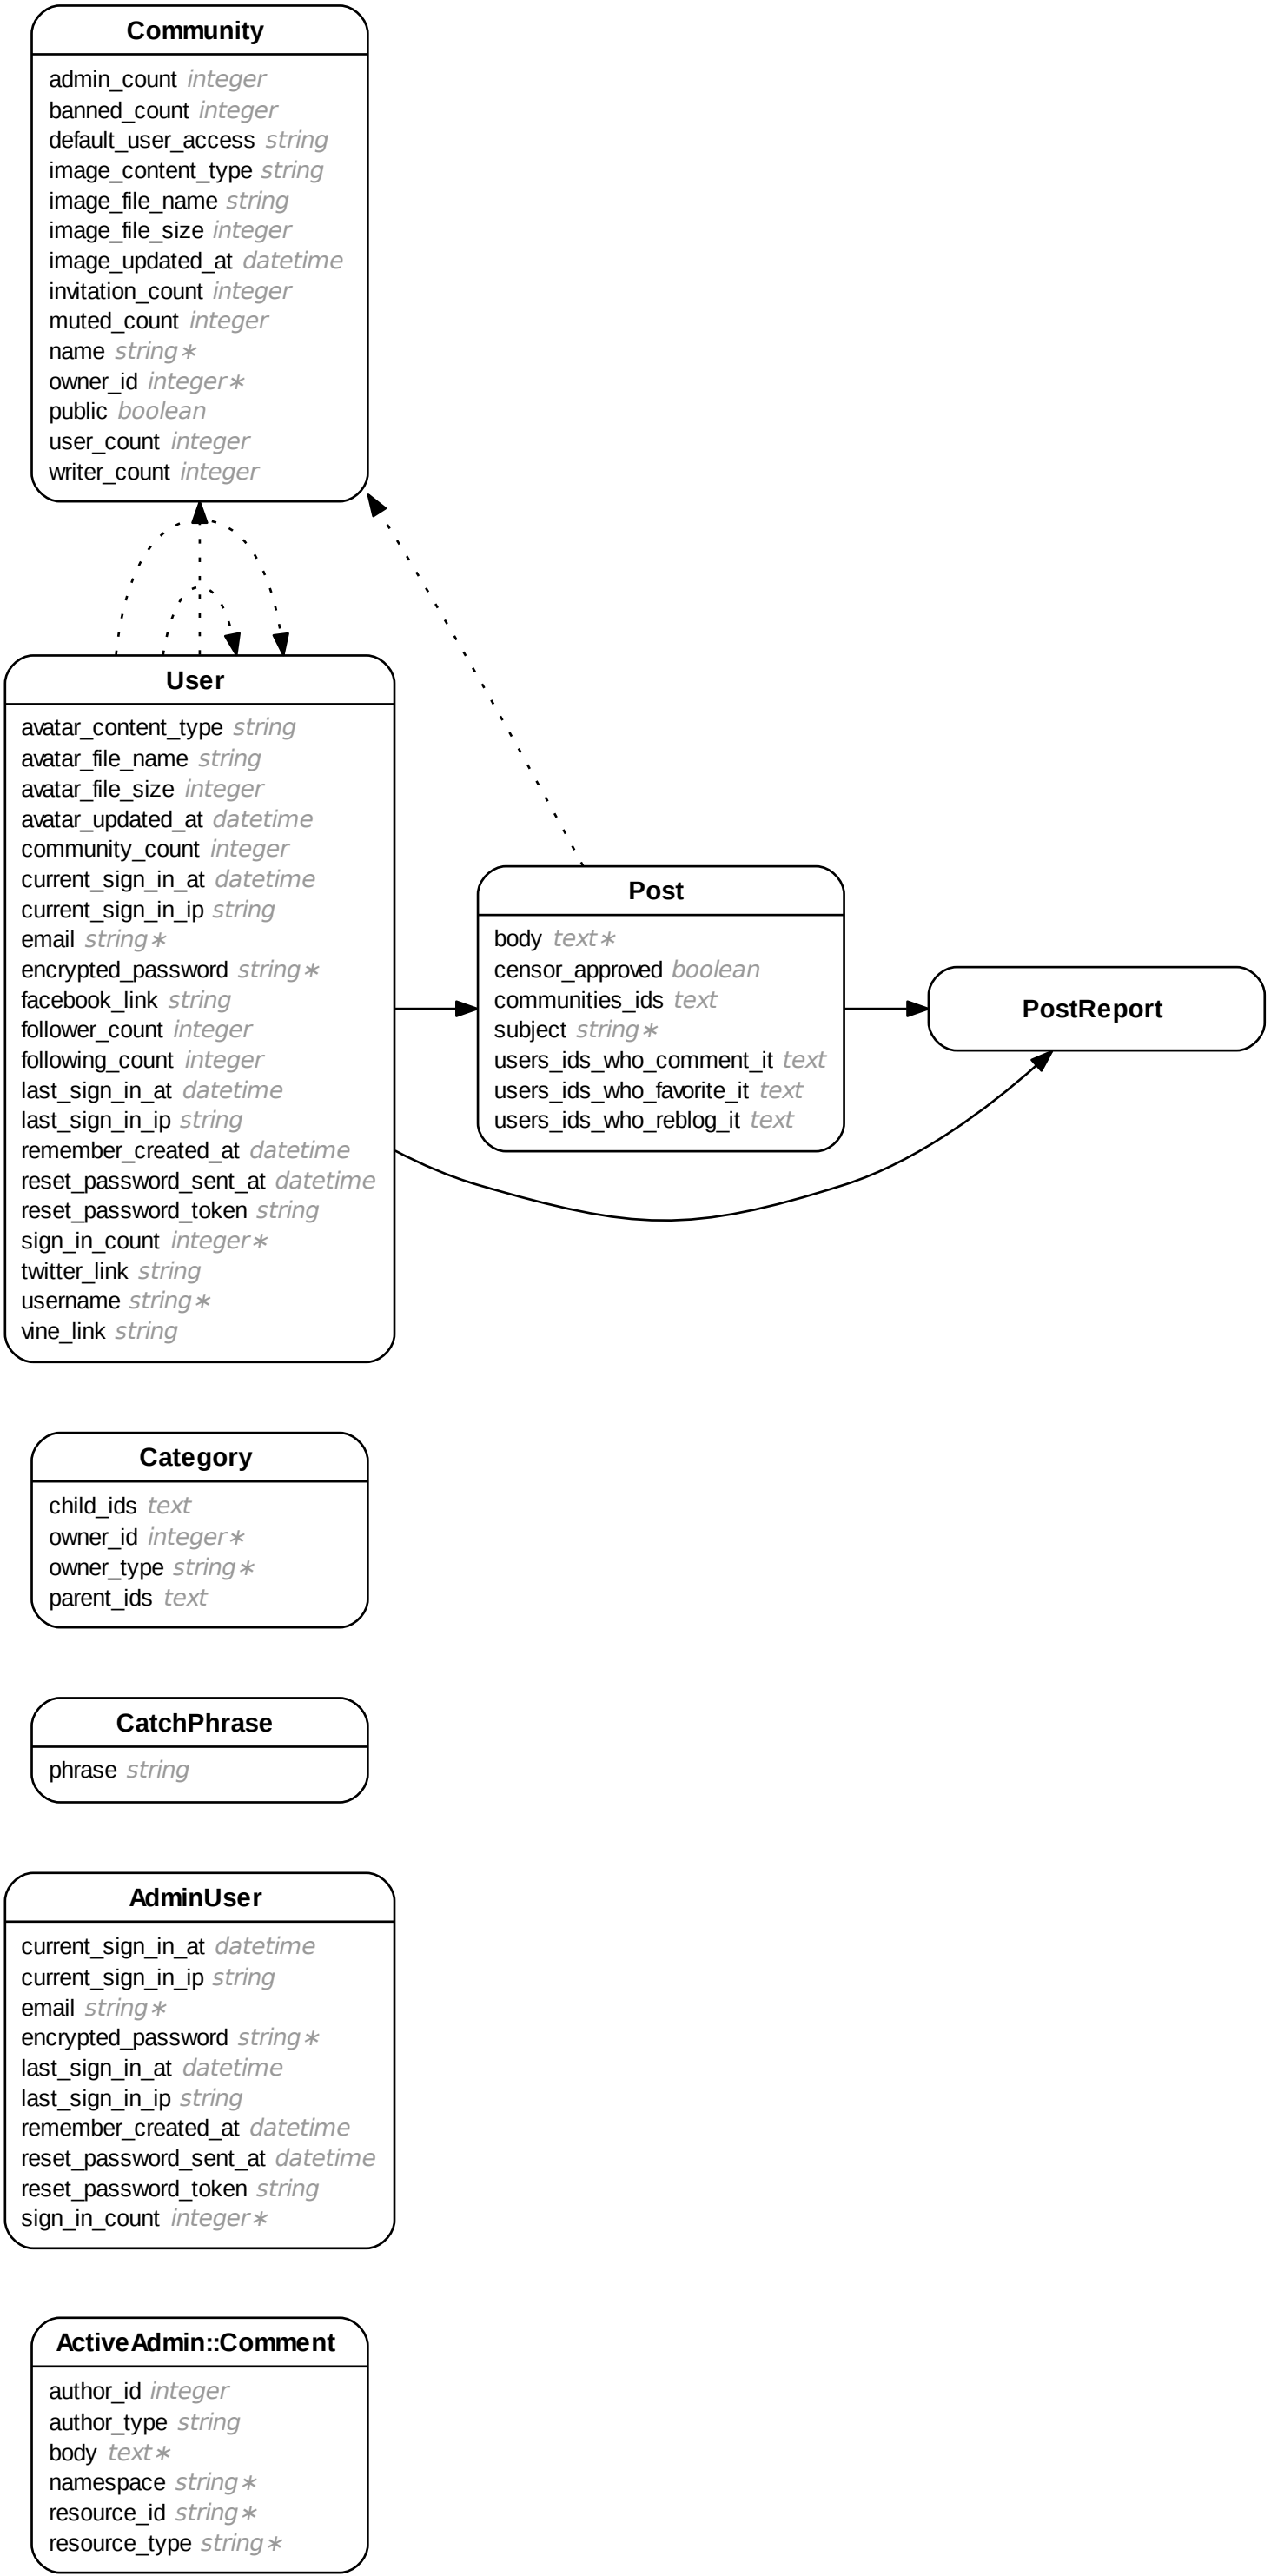 Community
admin_count integer
banned_count integer
default_user_access string
image_content_type string
image_file_name string
image_file_size integer
image_updated_at datetime
invitation_count integer
muted_count integer
name string∗
owner_id integer∗
public boolean
user_count integer
writer_count integer
User
avatar_content_type string
avatar_file_name string
avatar_file_size integer
avatar_updated_at datetime
community_count integer
current_sign_in_at datetime
current_sign_in_ip string
email string∗
encrypted_password string∗
facebook_link string
follower_count integer
following_count integer
last_sign_in_at datetime
last_sign_in_ip string
remember_created_at datetime
reset_password_sent_at datetime
reset_password_token string
sign_in_count integer∗
twitter_link string
username string∗
vine_link string
Post
body text∗
censor_approved boolean
communities_ids text
subject string∗
users_ids_who_comment_it text
users_ids_who_favorite_it text
users_ids_who_reblog_it text
PostReport
Category
child_ids text
owner_id integer∗
owner_type string∗
parent_ids text
CatchPhrase
phrase string
AdminUser
current_sign_in_at datetime
current_sign_in_ip string
email string∗
encrypted_password string∗
last_sign_in_at datetime
last_sign_in_ip string
remember_created_at datetime
reset_password_sent_at datetime
reset_password_token string
sign_in_count integer∗
ActiveAdmin::Comment
author_id integer
author_type string
body text∗
namespace string∗
resource_id string∗
resource_type string∗